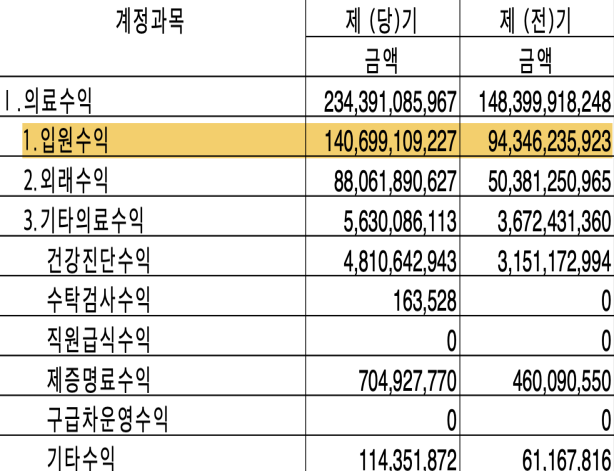 계정과목 제 (당)기 제 (전)기
금액 금액
Ⅰ.의료수익 234,391,085,967 148,399,918,248
1.입원수익 140,699,109,227 94,346,235,923
2.외래수익 88,061,890,627 50,381,250,965
3.기타의료수익 5,630,086,113 3,672,431,360
건강진단수익 4,810,642,943 3,151,172,994
수탁검사수익 163,528 0
직원급식수익 0 0
제증명료수익 704,927,770 460,090,550
구급차운영수익 0 0
기타수익 114,351,872 61,167,816